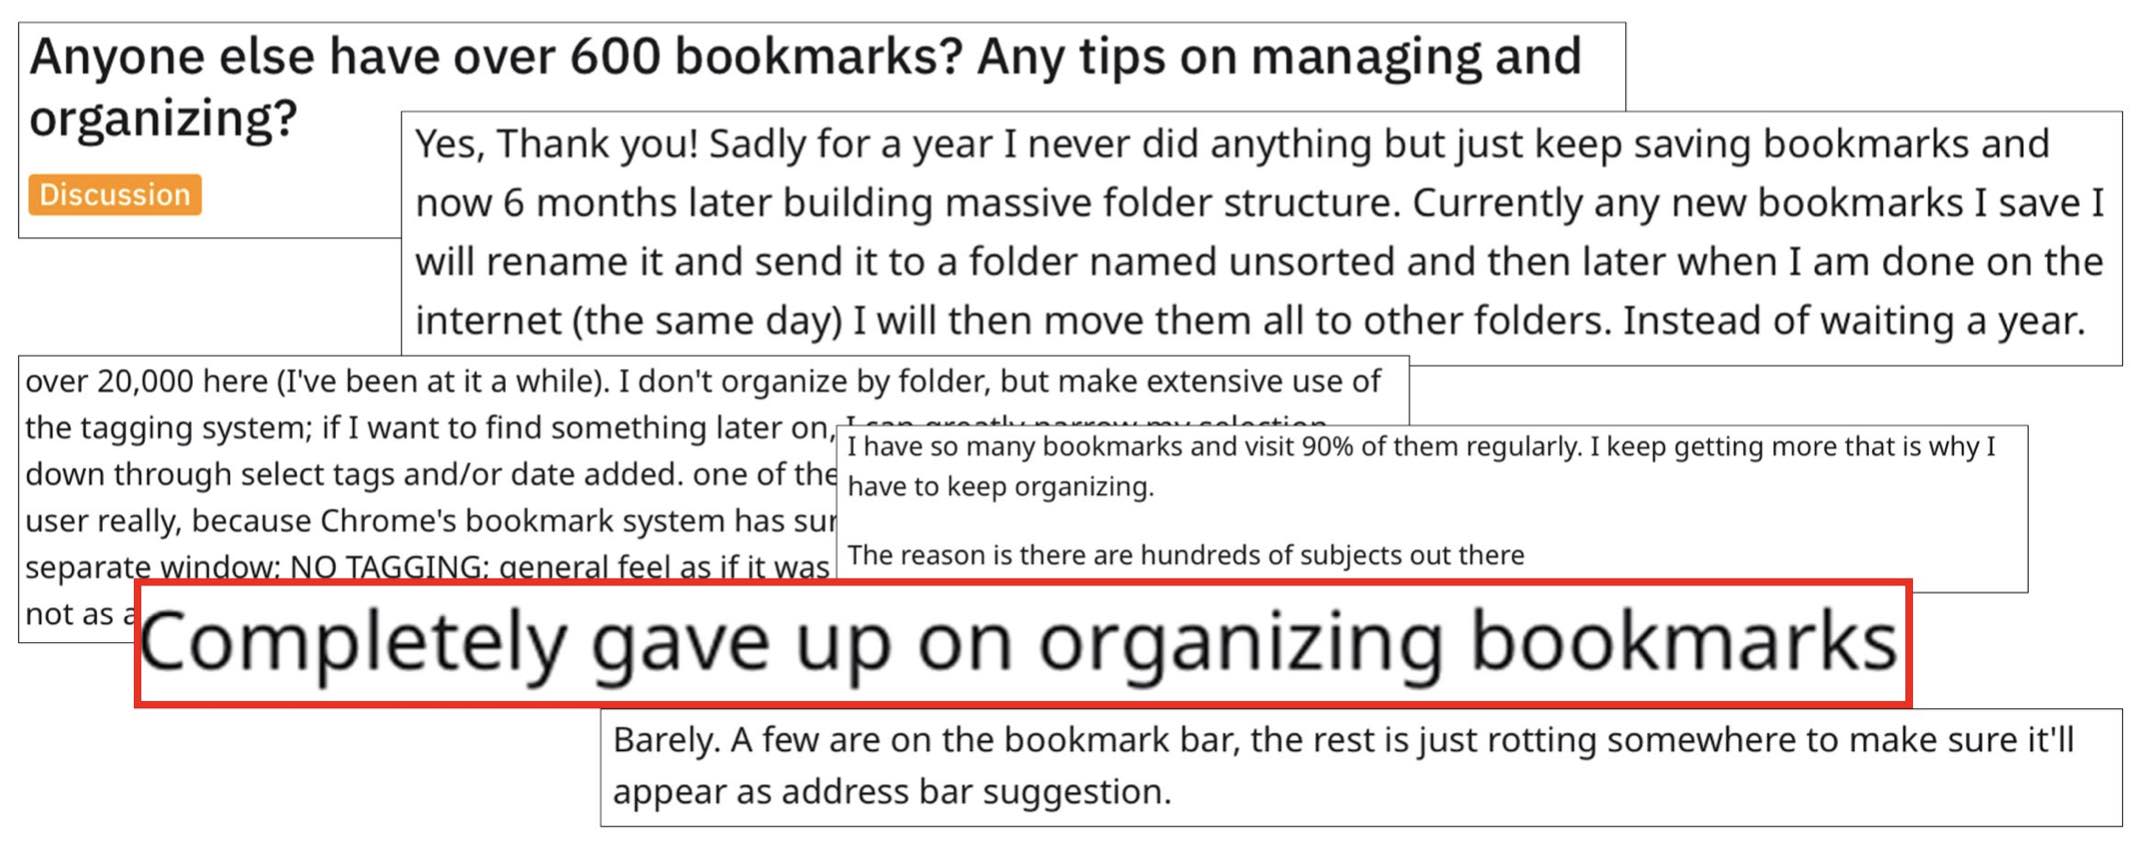 Anyone else have over 600 bookmarks? Any tips on managing and
organizing?
Discussion
Yes, Thank you! Sadly for a year I never did anything but just keep saving bookmarks and
now 6 months later building massive folder structure. Currently any new bookmarks I save I
will rename it and send it to a folder named unsorted and then later when I am done on the
internet (the same day) I will then move them all to other folders. Instead of waiting a year.
over 20,000 here (I've been at it a while). I don't organize by folder, but make extensive use of
the tagging system; if I want to find something later on, I can greatly narrow my selection
down through select tags and/or date added. one of the
user really, because Chrome's bookmark system has
separate window; NO TAGGING; general feel as if it was
not as
I have so many bookmarks and visit 90% of them regularly. I keep getting more that is why I
have to keep organizing.
The reason is there are hundreds of subjects out there
Completely gave up on organizing bookmarks
Barely. A few are on the bookmark bar, the rest is just rotting somewhere to make sure it'll
appear as address bar suggestion.